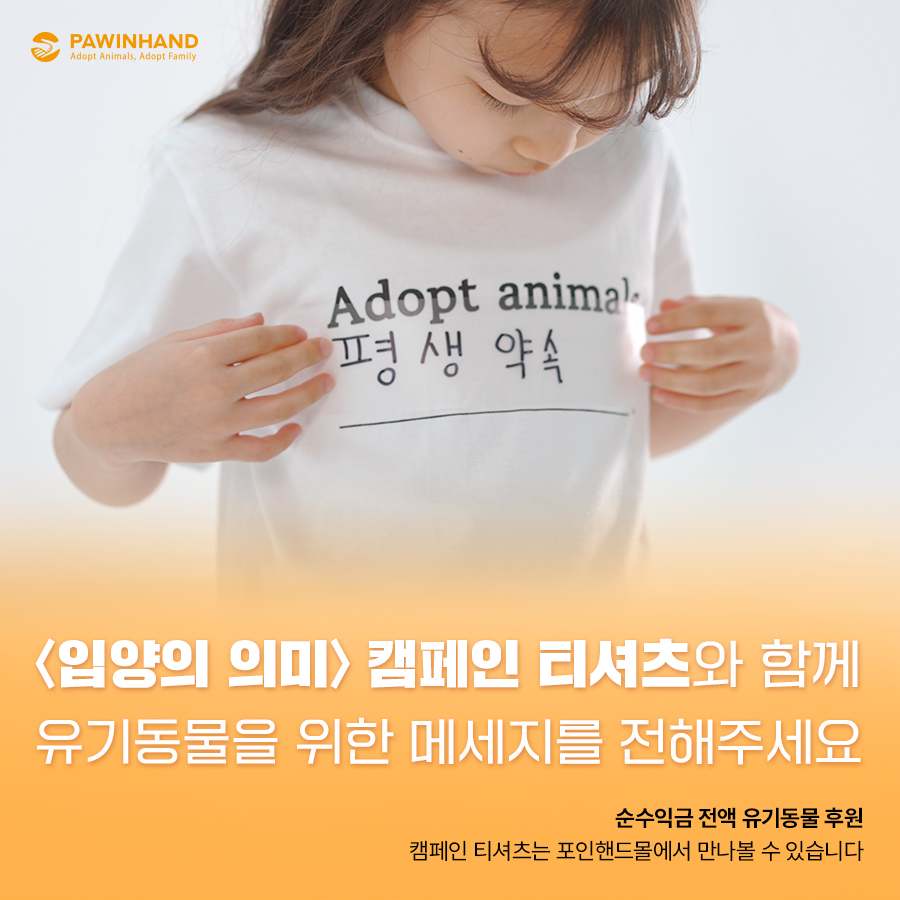 PAWINHAND
Adopt Animals, Adopt Family
Adopt animals
평생 약속
<입양의 의미> 캠페인 티셔츠와 함께
유기동물을 위한 메세지를 전해주세요
순수익금 전액 유기동물 후원
캠페인 티셔츠는 포인핸드몰에서 만나볼 수 있습니다